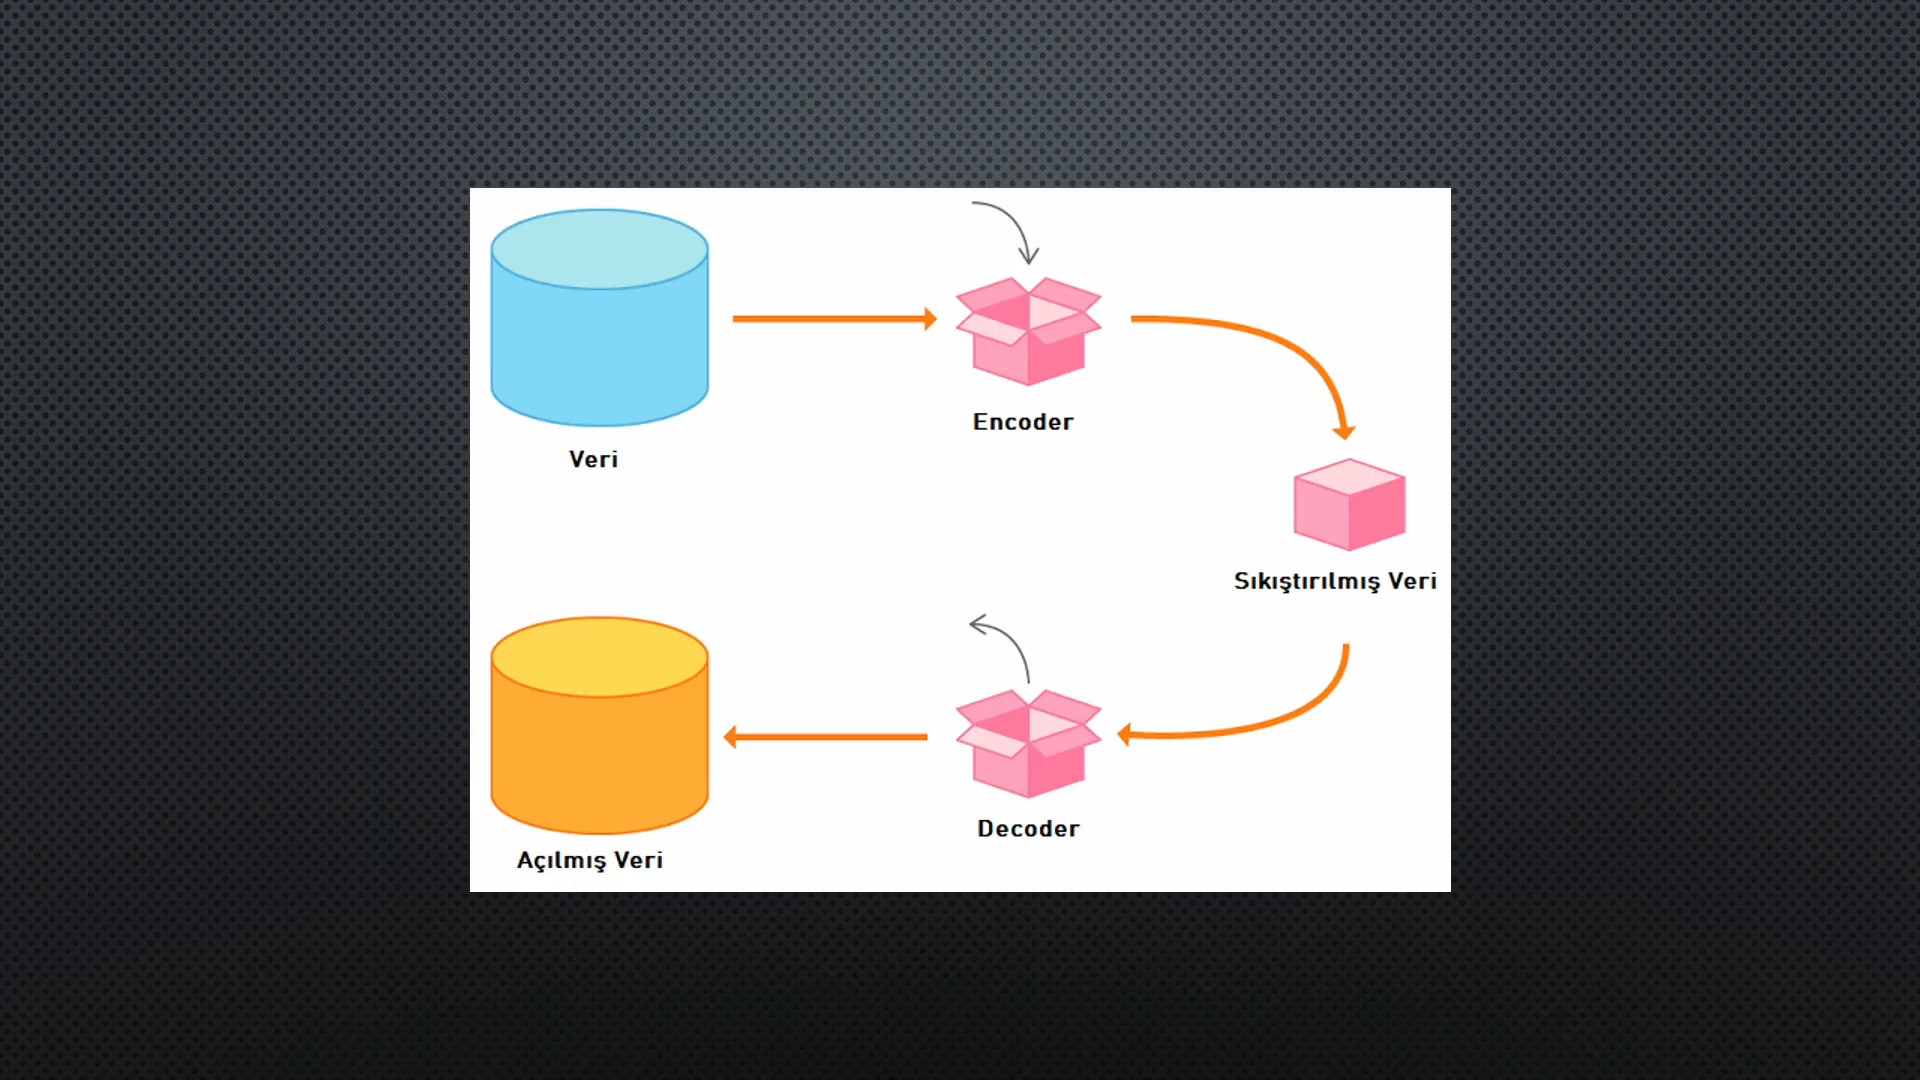 Veri
Encoder
Sıkıştırılmış Veri
Decoder
Açılmış Veri